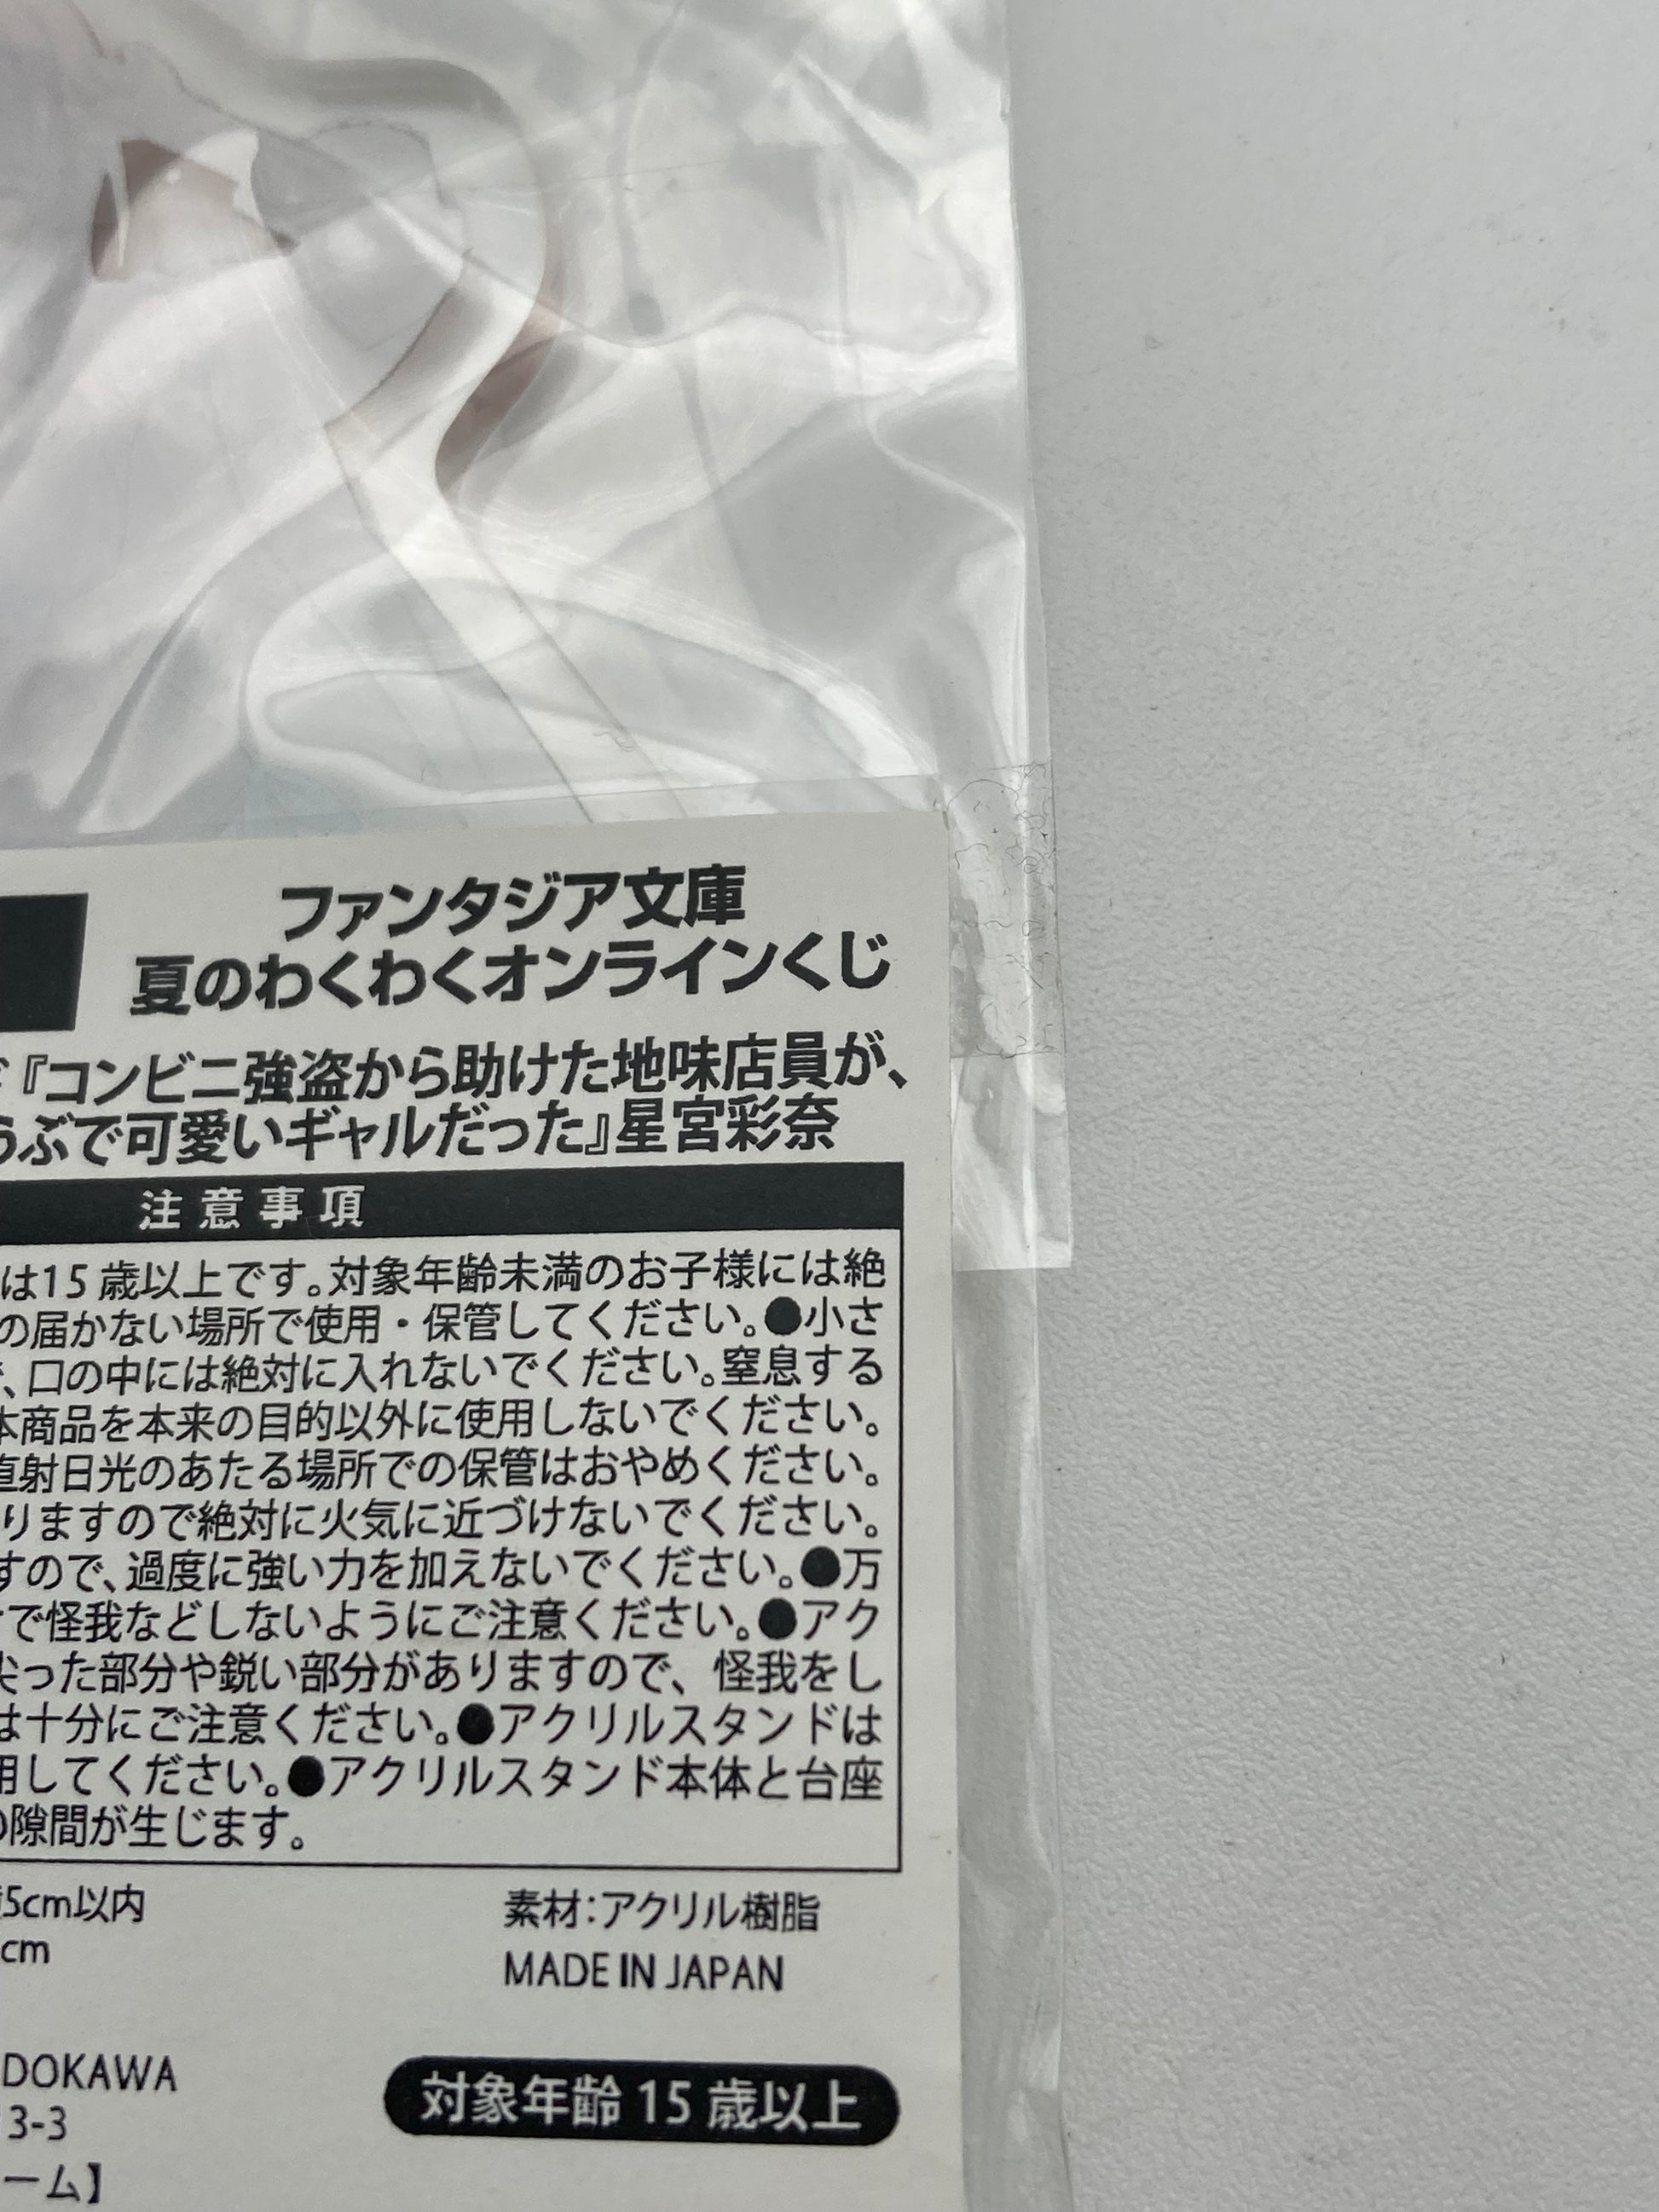 ファンタジア文庫
夏のわくわくオンラインくじ
『コンビニ強盗から助けた地味店員が、
うぶで可愛いギャルだった』星宮彩奈
注意事項
は15歳以上です。対象年齢未満のお子様には絶
の届かない場所で使用・保管してください。●小さ
、口の中には絶対に入れないでください。窒息する
本商品を本来の目的以外に使用しないでください。
直射日光のあたる場所での保管はおやめください。
りますので絶対に火気に近づけないでください。
すので、過度に強い力を加えないでください。●万
で怪我などしないようにご注意ください。●アク
尖った部分や鋭い部分がありますので、怪我をし
は十分にご注意ください。●アクリルスタンドは
用してください。●アクリルスタンド本体と台座
の隙間が生じます。
5cm以内
cm
素材:アクリル樹脂
MADE IN JAPAN
DOKAWA
3-3
ーム】
対象年齢15歳以上